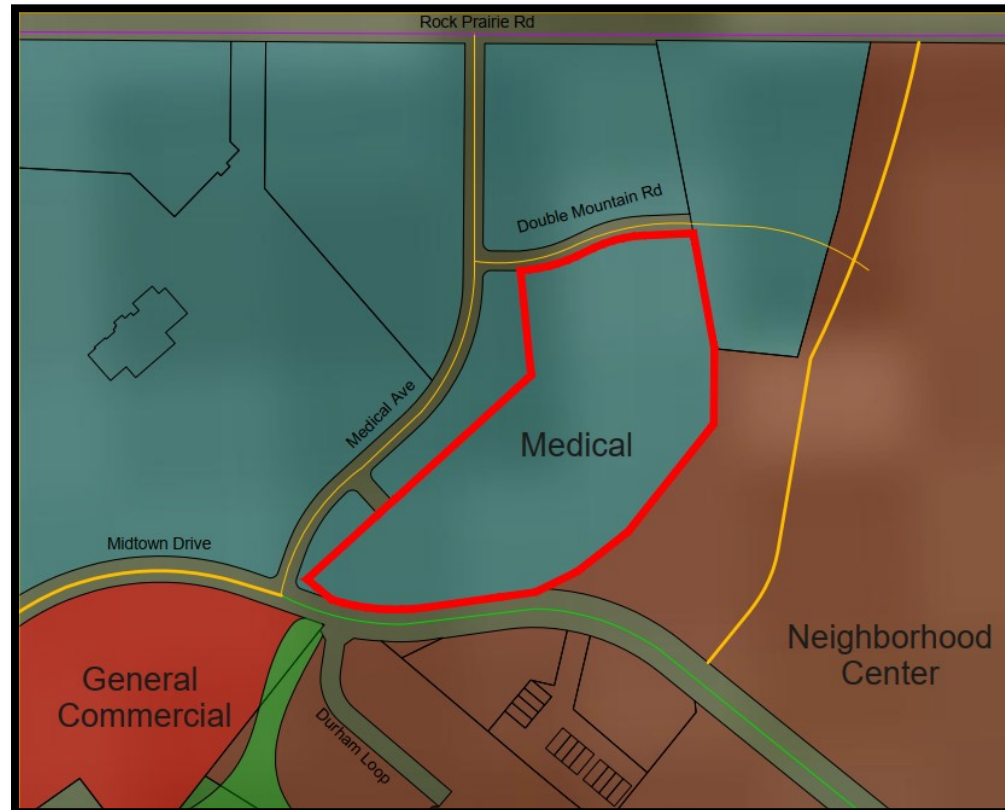 Rock Prairie Rd
Double Mountain Rd
Medical Ave
Medical
Midtown Drive
Neighborhood
Center
General
Commercial
Durham Loop